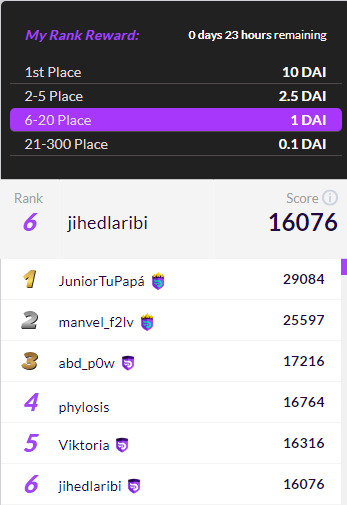 My Rank Reward: 0 days 23 hours remaining
1st Place 10 DAI
2-5 Place 2.5 DAI
6-20 Place 1 DAI
21-300 Place 0.1 DAI
Rank Score
6 jihedlaribi 16076
1 JuniorTuPapá 29084
2 manvel_f2lv 25597
3 abd_p0w 17216
4 phylosis 16764
5 Viktoria 16316
6 jihedlaribi 16076